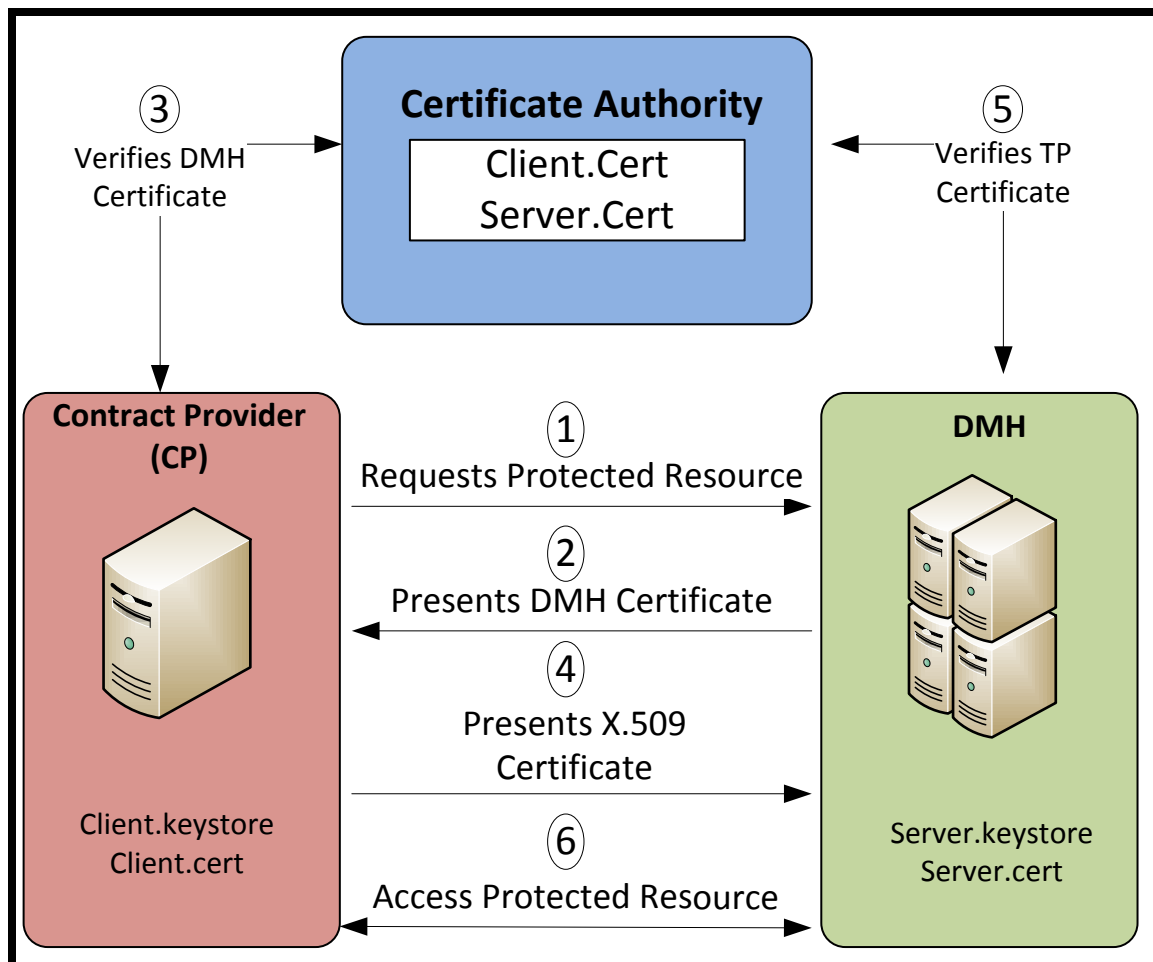 Certificate Authority
Client.Cert
Server.Cert
3
Verifies DMH
Certificate
5
Verifies TP
Certificate
Contract Provider
(CP)
Client.keystore
Client.cert
1
Requests Protected Resource
2
Presents DMH Certificate
4
Presents X.509
Certificate
6
Access Protected Resource
DMH
Server.keystore
Server.cert